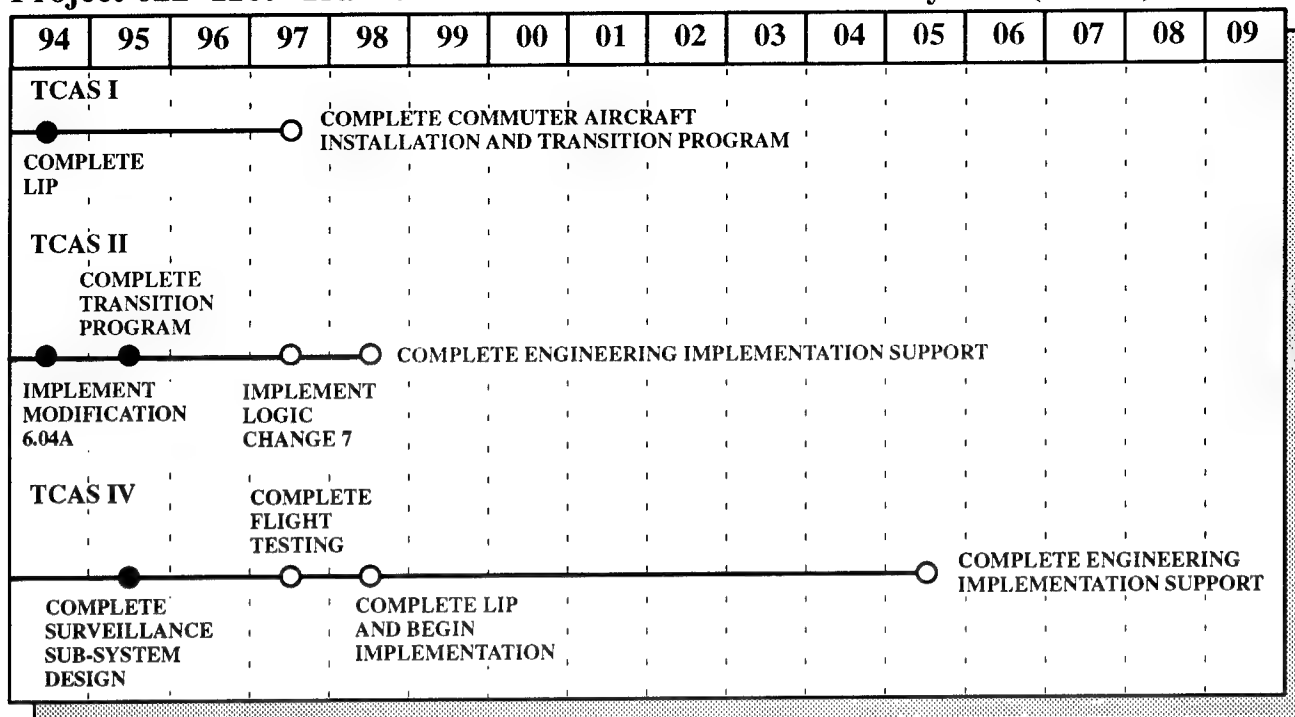 94 95 96 97 98 99 00 01 02 03 04 05 06 07 08 09
TCAS I
COMPLETE COMMUTER AIRCRAFT
INSTALLATION AND TRANSITION PROGRAM
COMPLETE
LIP
TCAS II
COMPLETE
TRANSITION
PROGRAM
COMPLETE ENGINEERING IMPLEMENTATION SUPPORT
IMPLEMENT
MODIFICATION
6.04A
IMPLEMENT
LOGIC
CHANGE 7
TCAS IV
COMPLETE
FLIGHT
TESTING
COMPLETE ENGINEERING
IMPLEMENTATION SUPPORT
COMPLETE
SURVEILLANCE
SUB-SYSTEM
DESIGN
COMPLETE LIP
AND BEGIN
IMPLEMENTATION